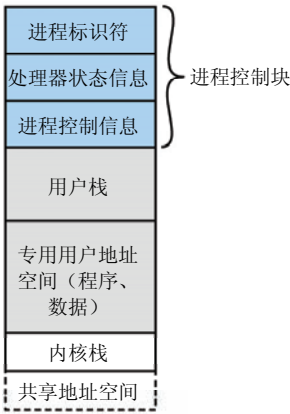 进程标识符
处理器状态信息
进程控制块
进程控制信息
用户栈
专用用户地址
空间（程序、
数据）
内核栈
共享地址空间